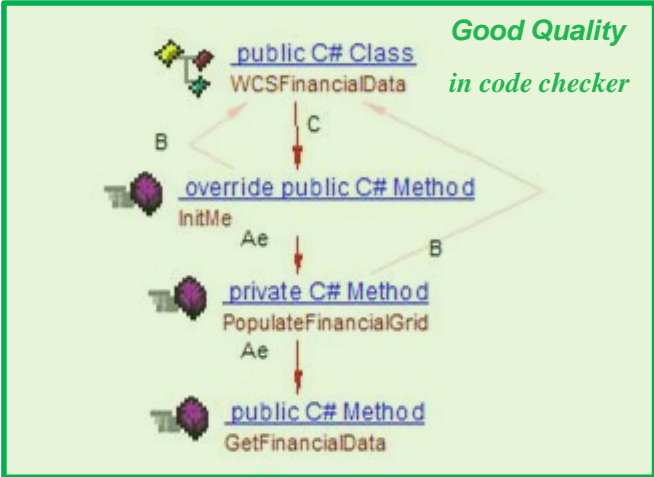 Good Quality
in code checker
public C# Class
WCSFinancialData
C
B
override public C# Method
InitMe
Ae
B
private C# Method
PopulateFinancialGrid
Ae
public C# Method
GetFinancialData